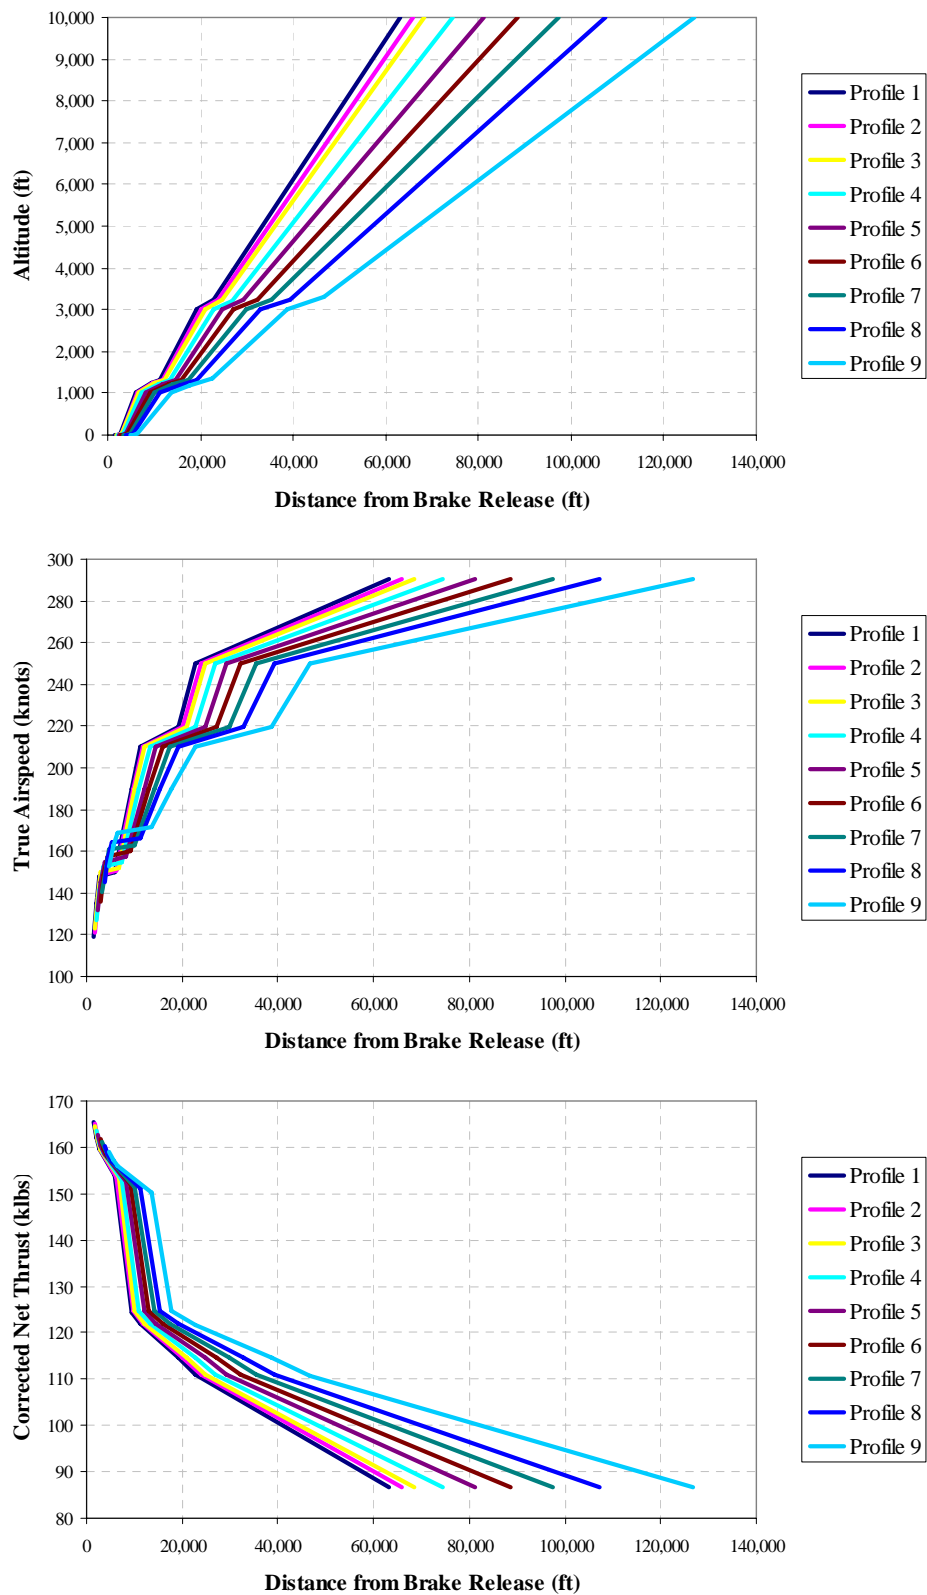 10,000
9,000
8,000
7,000
6,000
5,000
4,000
3,000
2,000
1,000
0
Altitude (ft)
0 20,000 40,000 60,000 80,000 100,000 120,000 140,000
Distance from Brake Release (ft)
Profile 1
Profile 2
Profile 3
Profile 4
Profile 5
Profile 6
Profile 7
Profile 8
Profile 9
300
280
260
240
220
200
180
160
140
120
100
True Airspeed (knots)
0 20,000 40,000 60,000 80,000 100,000 120,000 140,000
Distance from Brake Release (ft)
Profile 1
Profile 2
Profile 3
Profile 4
Profile 5
Profile 6
Profile 7
Profile 8
Profile 9
170
160
150
140
130
120
110
100
90
80
Corrected Net Thrust (klbs)
0 20,000 40,000 60,000 80,000 100,000 120,000 140,000
Distance from Brake Release (ft)
Profile 1
Profile 2
Profile 3
Profile 4
Profile 5
Profile 6
Profile 7
Profile 8
Profile 9